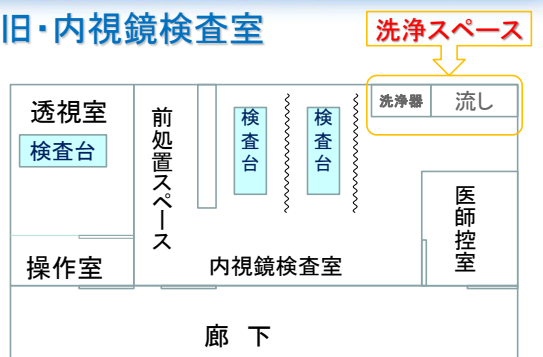 旧・内視鏡検査室
洗浄スペース
透視室
検査台
前処置スペース
検査台
検査台
洗浄器
流し
医師控室
操作室
内視鏡検査室
廊 下